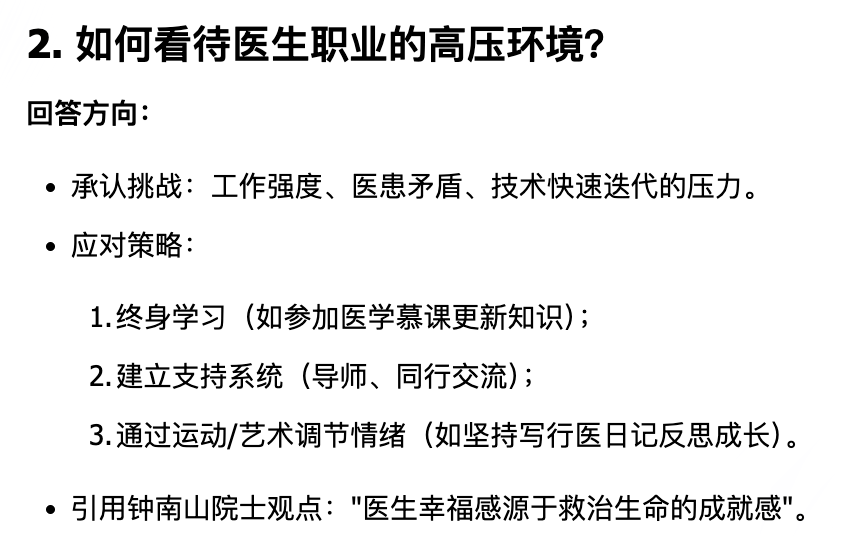 2. 如何看待医生职业的高压环境？
回答方向：
• 承认挑战：工作强度、医患矛盾、技术快速迭代的压力。
• 应对策略：
1.终身学习（如参加医学慕课更新知识）；
2.建立支持系统（导师、同行交流）；
3.通过运动/艺术调节情绪（如坚持写行医日记反思成长）。
• 引用钟南山院士观点："医生幸福感源于救治生命的成就感"。